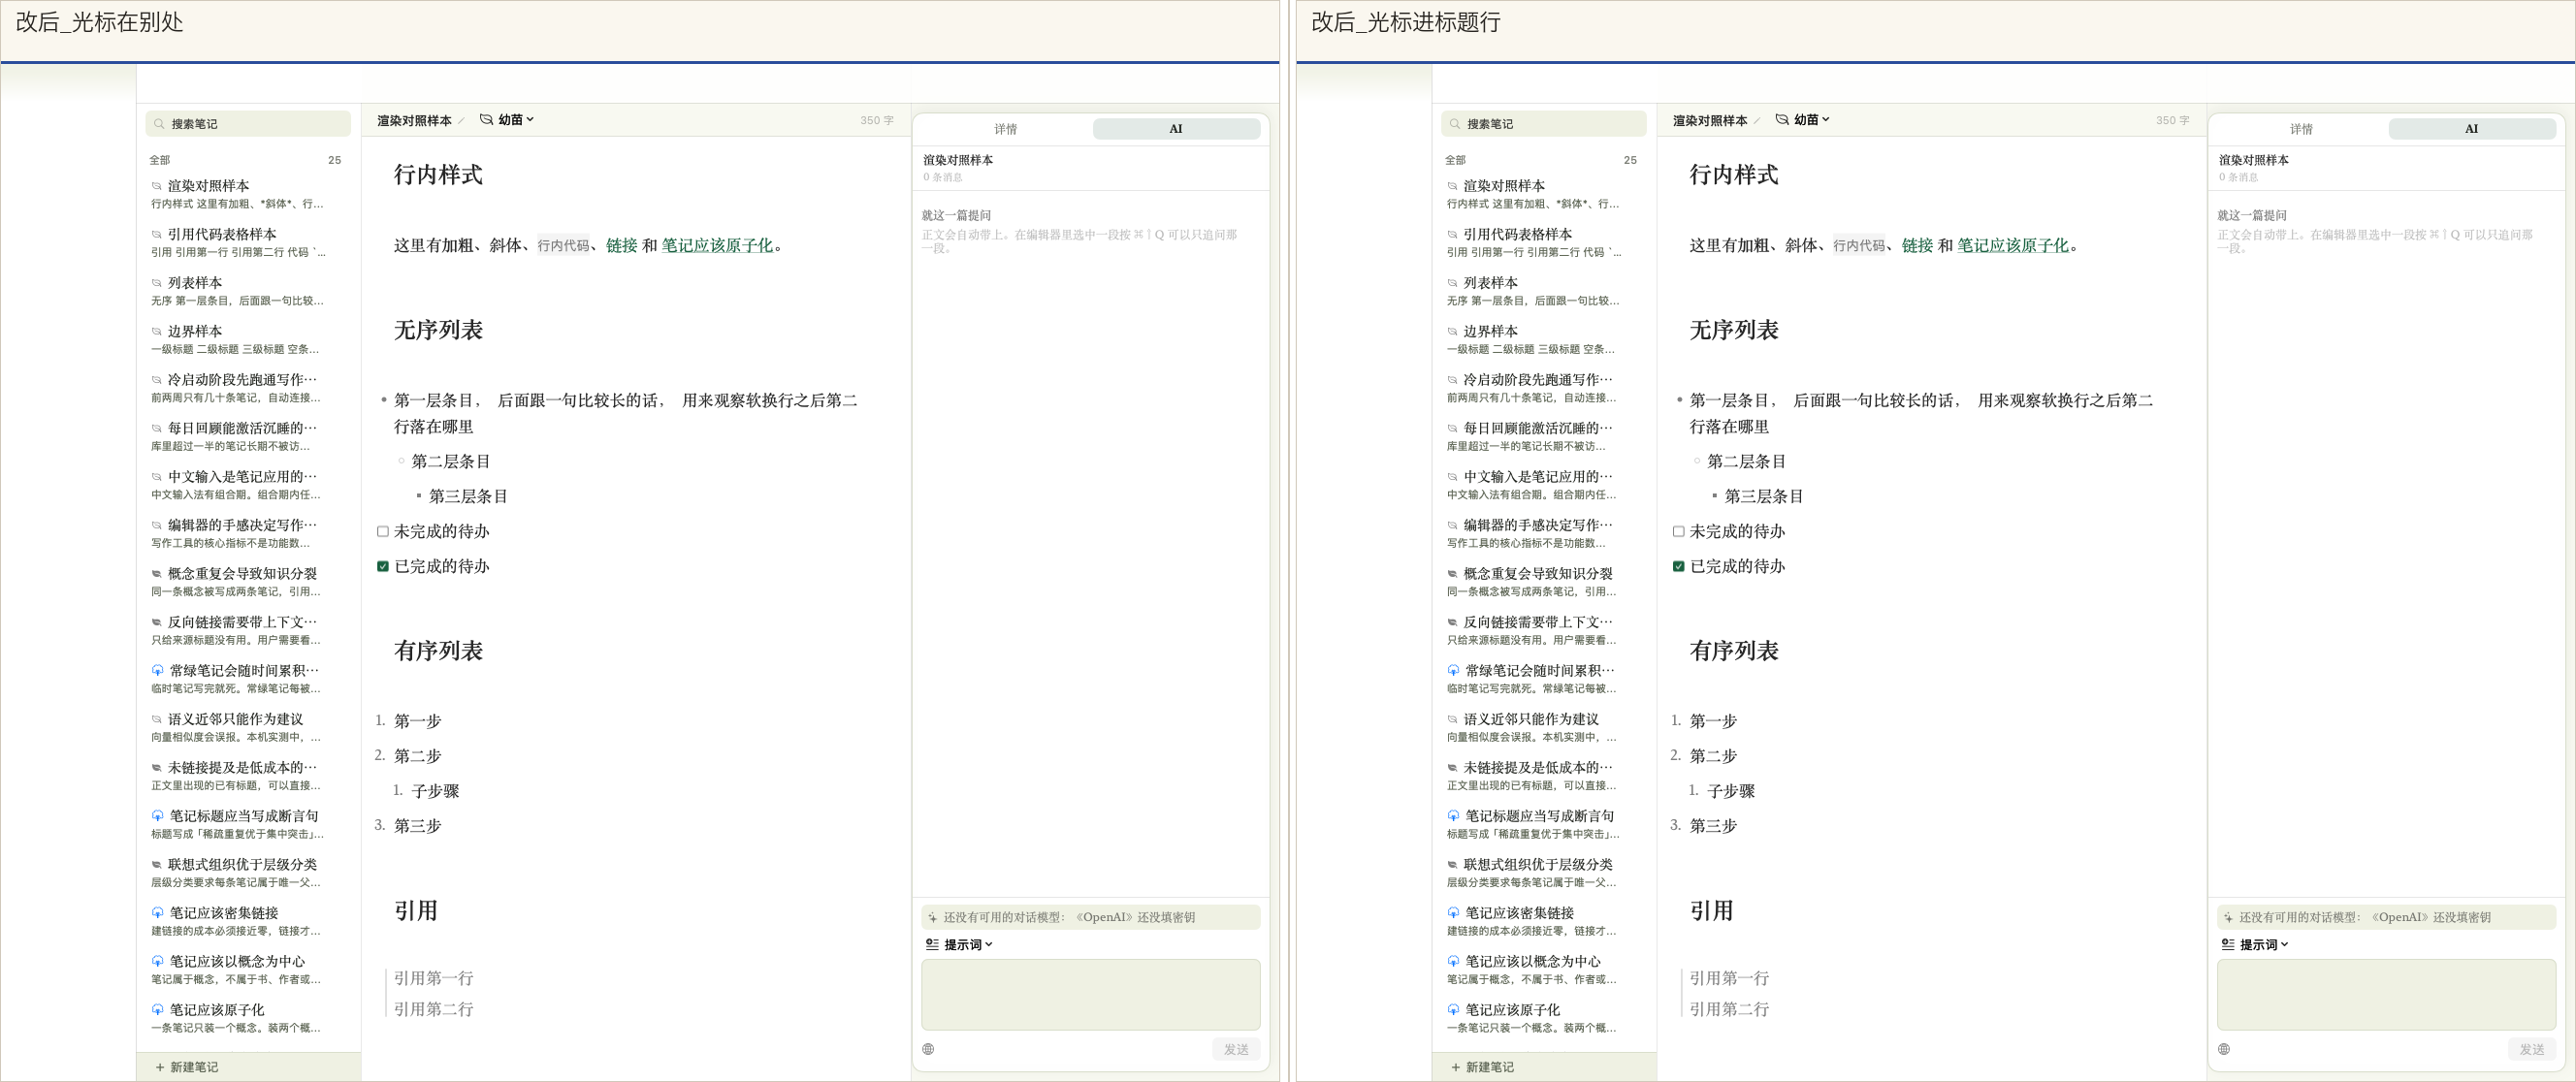 改后_光标在别处
搜索笔记
全部 25
渲染对照样本
行内样式 这里有加粗、*斜体*、行…
引用代码表格样本
引用 引用第一行 引用第二行 代码 `…
列表样本
无序 第一层条目，后面跟一句比较…
边界样本
一级标题 二级标题 三级标题 空条…
冷启动阶段先跑通写作…
前两周只有几十条笔记，自动连接…
每日回顾能激活沉睡的…
库里超过一半的笔记长期不被访…
中文输入是笔记应用的…
中文输入法有组合期。组合期内任…
编辑器的手感决定写作…
写作工具的核心指标不是功能数…
概念重复会导致知识分裂
同一条概念被写成两条笔记，引用…
反向链接需要带上下文…
只给来源标题没有用。用户需要看…
常绿笔记会随时间累积…
临时笔记写完就死。常绿笔记每被…
语义近邻只能作为建议
向量相似度会误报。本机实测中，…
未链接提及是低成本的…
正文里出现的已有标题，可以直接…
笔记标题应当写成断言句
标题写成「稀疏重复优于集中突击」…
联想式组织优于层级分类
层级分类要求每条笔记属于唯一父…
笔记应该密集链接
建链接的成本必须接近零，链接才…
笔记应该以概念为中心
笔记属于概念，不属于书、作者或…
笔记应该原子化
一条笔记只装一个概念。装两个概…
+ 新建笔记
渲染对照样本 幼苗 350 字
行内样式
这里有加粗、斜体、行内代码、链接 和 笔记应该原子化。
无序列表
• 第一层条目， 后面跟一句比较长的话， 用来观察软换行之后第二
行落在哪里
第二层条目
第三层条目
未完成的待办
已完成的待办
有序列表
1. 第一步
2. 第二步
1. 子步骤
3. 第三步
引用
引用第一行
引用第二行
详情 AI
渲染对照样本
0 条消息
就这一篇提问
正文会自动带上。在编辑器里选中一段按 ⌘⇧Q 可以只追问那
一段。
还没有可用的对话模型：《OpenAI》还没填密钥
提示词
发送
改后_光标进标题行
搜索笔记
全部 25
渲染对照样本
行内样式 这里有加粗、*斜体*、行…
引用代码表格样本
引用 引用第一行 引用第二行 代码 `…
列表样本
无序 第一层条目，后面跟一句比较…
边界样本
一级标题 二级标题 三级标题 空条…
冷启动阶段先跑通写作…
前两周只有几十条笔记，自动连接…
每日回顾能激活沉睡的…
库里超过一半的笔记长期不被访…
中文输入是笔记应用的…
中文输入法有组合期。组合期内任…
编辑器的手感决定写作…
写作工具的核心指标不是功能数…
概念重复会导致知识分裂
同一条概念被写成两条笔记，引用…
反向链接需要带上下文…
只给来源标题没有用。用户需要看…
常绿笔记会随时间累积…
临时笔记写完就死。常绿笔记每被…
语义近邻只能作为建议
向量相似度会误报。本机实测中，…
未链接提及是低成本的…
正文里出现的已有标题，可以直接…
笔记标题应当写成断言句
标题写成「稀疏重复优于集中突击」…
联想式组织优于层级分类
层级分类要求每条笔记属于唯一父…
笔记应该密集链接
建链接的成本必须接近零，链接才…
笔记应该以概念为中心
笔记属于概念，不属于书、作者或…
笔记应该原子化
一条笔记只装一个概念。装两个概…
+ 新建笔记
渲染对照样本 幼苗 350 字
行内样式
这里有加粗、斜体、行内代码、链接 和 笔记应该原子化。
无序列表
• 第一层条目， 后面跟一句比较长的话， 用来观察软换行之后第二
行落在哪里
第二层条目
第三层条目
未完成的待办
已完成的待办
有序列表
1. 第一步
2. 第二步
1. 子步骤
3. 第三步
引用
引用第一行
引用第二行
详情 AI
渲染对照样本
0 条消息
就这一篇提问
正文会自动带上。在编辑器里选中一段按 ⌘⇧Q 可以只追问那
一段。
还没有可用的对话模型：《OpenAI》还没填密钥
提示词
发送